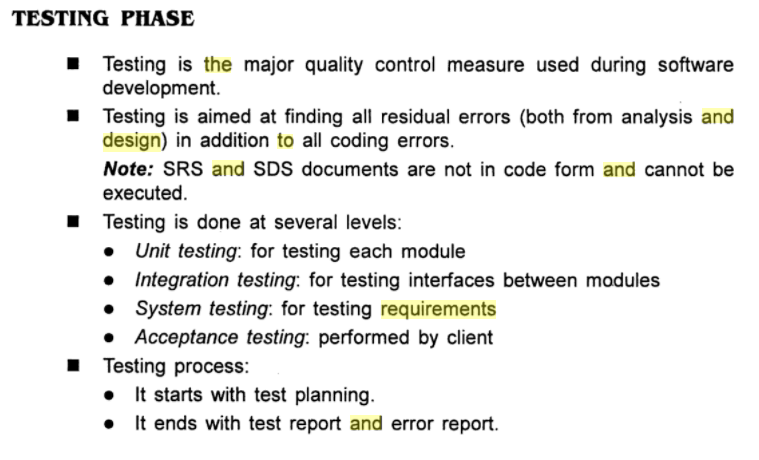 TESTING PHASE
■ Testing is the major quality control measure used during software
development.
■ Testing is aimed at finding all residual errors (both from analysis and
design) in addition to all coding errors.
Note: SRS and SDS documents are not in code form and cannot be
executed.
■ Testing is done at several levels:
● Unit testing: for testing each module
● Integration testing: for testing interfaces between modules
● System testing: for testing requirements
● Acceptance testing: performed by client
■ Testing process:
● It starts with test planning.
● It ends with test report and error report.